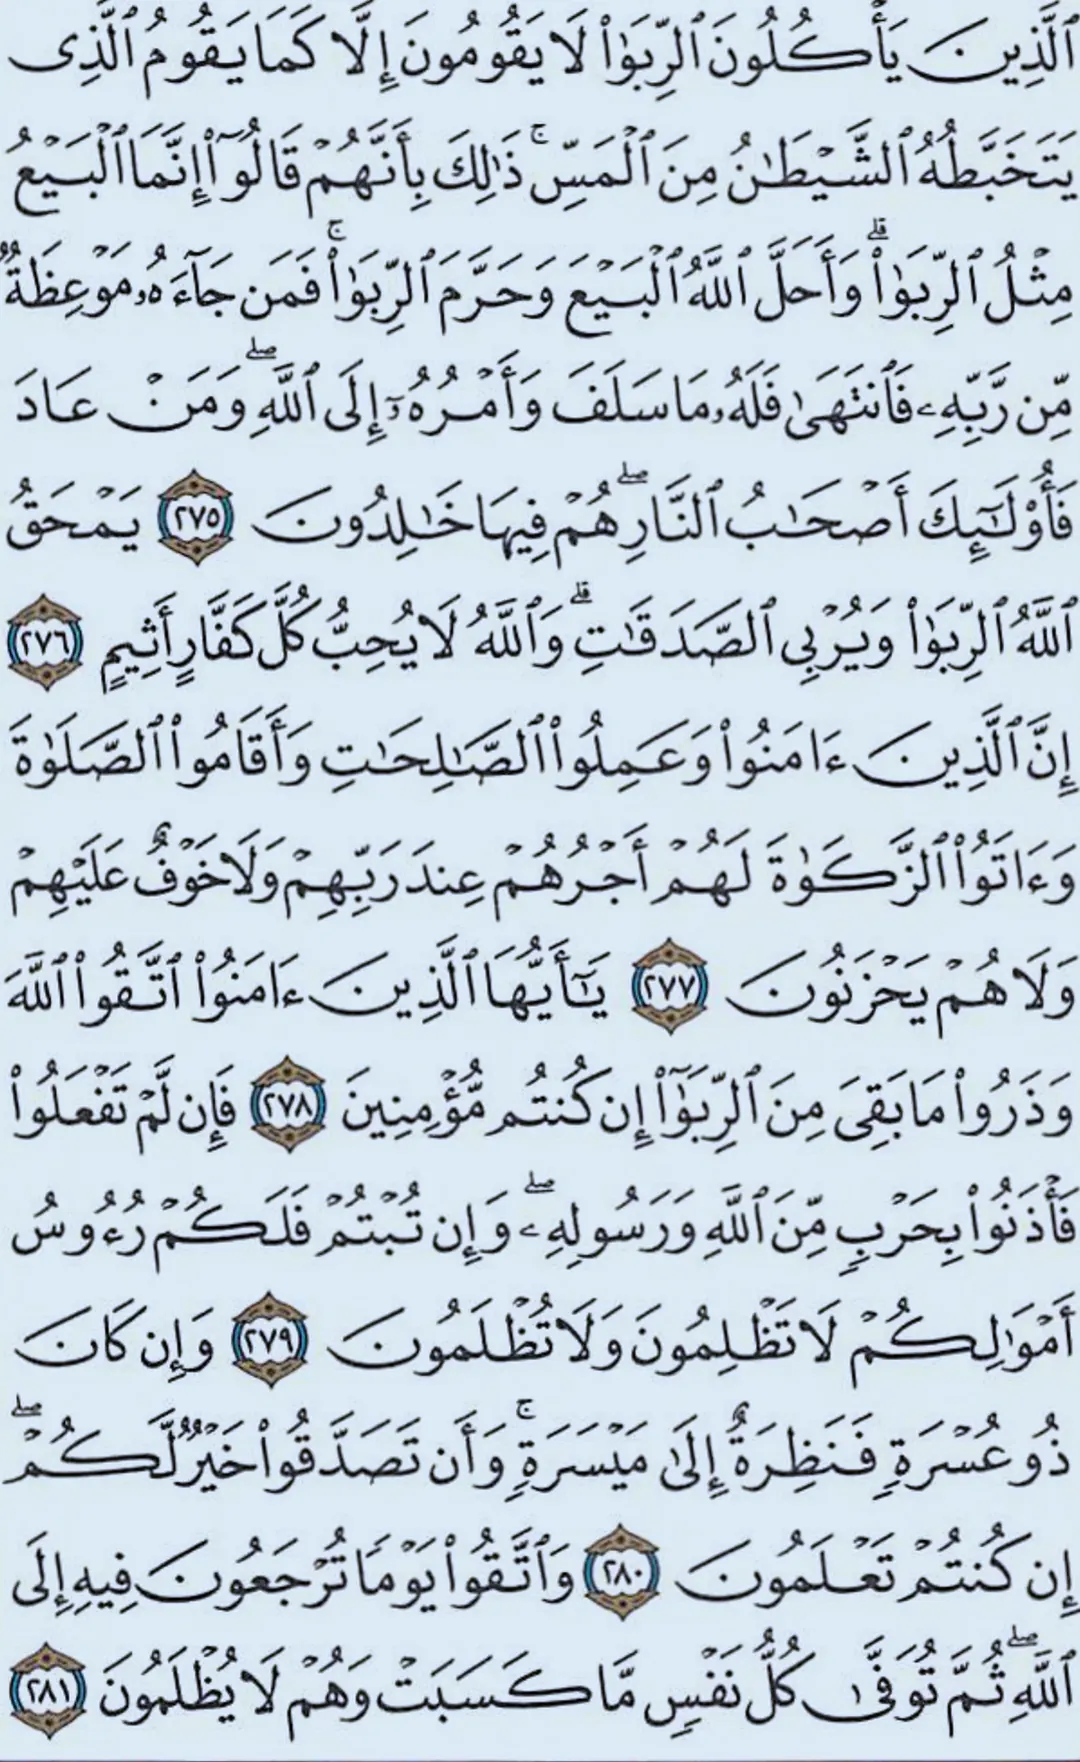 ٱلَّذِينَ يَأۡكُلُونَ ٱلرِّبَوٰاْ لَا يَقُومُونَ إِلَّا كَمَا يَقُومُ ٱلَّذِى
يَتَخَبَّطُهُ ٱلشَّيۡطَٰنُ مِنَ ٱلۡمَسِّۚ ذَٰلِكَ بِأَنَّهُمۡ قَالُوٓاْ إِنَّمَا ٱلۡبَيۡعُ
مِثۡلُ ٱلرِّبَوٰاْۗ وَأَحَلَّ ٱللَّهُ ٱلۡبَيۡعَ وَحَرَّمَ ٱلرِّبَوٰاْۚ فَمَن جَآءَهُۥ مَوۡعِظَةٌ
مِّن رَّبِّهِۦ فَٱنتَهَىٰ فَلَهُۥ مَا سَلَفَ وَأَمۡرُهُۥٓ إِلَى ٱللَّهِۖ وَمَنۡ عَادَ
فَأُوْلَٰٓئِكَ أَصۡحَٰبُ ٱلنَّارِۖ هُمۡ فِيهَا خَٰلِدُونَ ٢٧٥ يَمۡحَقُ
ٱللَّهُ ٱلرِّبَوٰاْ وَيُرۡبِى ٱلصَّدَقَٰتِۗ وَٱللَّهُ لَا يُحِبُّ كُلَّ كَفَّارٍ أَثِيمٍ ٢٧٦
إِنَّ ٱلَّذِينَ ءَامَنُواْ وَعَمِلُواْ ٱلصَّٰلِحَٰتِ وَأَقَامُواْ ٱلصَّلَوٰةَ
وَءَاتَوُاْ ٱلزَّكَوٰةَ لَهُمۡ أَجۡرُهُمۡ عِندَ رَبِّهِمۡ وَلَا خَوۡفٌ عَلَيۡهِمۡ
وَلَا هُمۡ يَحۡزَنُونَ ٢٧٧ يَٰٓأَيُّهَا ٱلَّذِينَ ءَامَنُواْ ٱتَّقُواْ ٱللَّهَ
وَذَرُواْ مَا بَقِىَ مِنَ ٱلرِّبَوٰٓاْ إِن كُنتُم مُّؤۡمِنِينَ ٢٧٨ فَإِن لَّمۡ تَفۡعَلُواْ
فَأۡذَنُواْ بِحَرۡبٍ مِّنَ ٱللَّهِ وَرَسُولِهِۦۖ وَإِن تُبۡتُمۡ فَلَكُمۡ رُءُوسُ
أَمۡوَٰلِكُمۡ لَا تَظۡلِمُونَ وَلَا تُظۡلَمُونَ ٢٧٩ وَإِن كَانَ
ذُو عُسۡرَةٍ فَنَظِرَةٌ إِلَىٰ مَيۡسَرَةٍۚ وَأَن تَصَدَّقُواْ خَيۡرٌ لَّكُمۡۖ
إِن كُنتُمۡ تَعۡلَمُونَ ٢٨٠ وَٱتَّقُواْ يَوۡمًا تُرۡجَعُونَ فِيهِ إِلَى
ٱللَّهِۖ ثُمَّ تُوَفَّىٰ كُلُّ نَفۡسٍ مَّا كَسَبَتۡ وَهُمۡ لَا يُظۡلَمُونَ ٢٨١